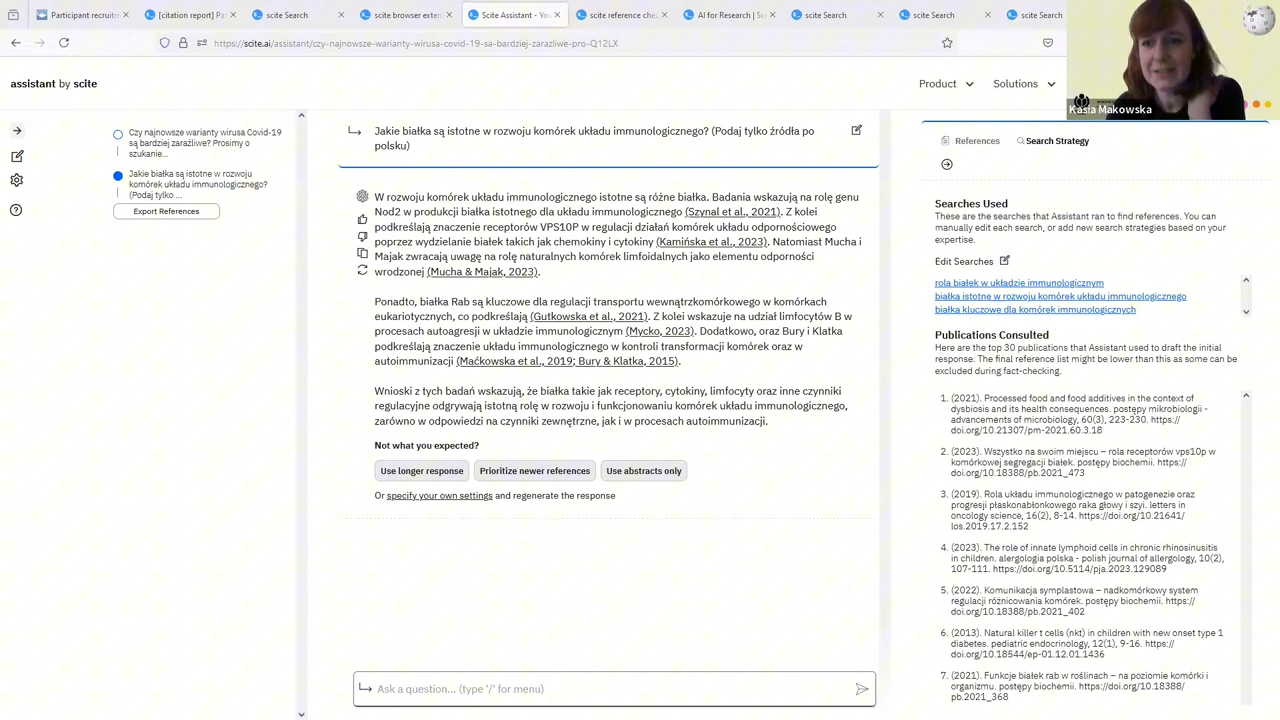 Participant recruitm
[citation report] Pa
scite Search
scite browser exten
Scite Assistant - Yo
scite reference che
AI for Research | Sc
scite Search
scite Search
scite Search
https://scite.ai/assistant/czy-najnowsze-warianty-wirusa-covid-19-sa-bardziej-zarazliwe-pro-Q12LX
assistant by scite
Product
Solutions
Kasia Makowska
Czy najnowsze warianty wirusa Covid-19
są bardziej zaraźliwe? Prosimy o
szukanie...
Jakie białka są istotne w rozwoju
komórek układu immunologicznego?
(Podaj tylko ...
Export References
Jakie białka są istotne w rozwoju komórek układu immunologicznego? (Podaj tylko źródła po
polsku)
W rozwoju komórek układu immunologicznego istotne są różne białka. Badania wskazują na rolę genu
Nod2 w produkcji białka istotnego dla układu immunologicznego (Szynal et al., 2021). Z kolei
podkreślają znaczenie receptorów VPS10P w regulacji działań komórek układu odpornościowego
poprzez wydzielanie białek takich jak chemokiny i cytokiny (Kamińska et al., 2023). Natomiast Mucha i
Majak zwracają uwagę na rolę naturalnych komórek limfoidalnych jako elementu odporności
wrodzonej (Mucha & Majak, 2023).
Ponadto, białka Rab są kluczowe dla regulacji transportu wewnątrzkomórkowego w komórkach
eukariotycznych, co podkreślają (Gutkowska et al., 2021). Z kolei wskazuje na udział limfocytów B w
procesach autoagresji w układzie immunologicznym (Mycko, 2023). Dodatkowo, oraz Bury i Klatka
podkreślają znaczenie układu immunologicznego w kontroli transformacji komórek oraz w
autoimmunizacji (Maćkowska et al., 2019; Bury & Klatka, 2015).
Wnioski z tych badań wskazują, że białka takie jak receptory, cytokiny, limfocyty oraz inne czynniki
regulacyjne odgrywają istotną rolę w rozwoju i funkcjonowaniu komórek układu immunologicznego,
zarówno w odpowiedzi na czynniki zewnętrzne, jak i w procesach autoimmunizacji.
Not what you expected?
Use longer response
Prioritize newer references
Use abstracts only
Or specify your own settings and regenerate the response
Ask a question... (type '/' for menu)
References
Search Strategy
Searches Used
These are the searches that Assistant ran to find references. You can
manually edit each search, or add new search strategies based on your
expertise.
Edit Searches
rola białek w układzie immunologicznym
białka istotne w rozwoju komórek układu immunologicznego
białka kluczowe dla komórek immunologicznych
Publications Consulted
Here are the top 30 publications that Assistant used to draft the initial
response. The final reference list might be lower than this as some can be
excluded during fact-checking.
1. (2021). Processed food and food additives in the context of
dysbiosis and its health consequences. postępy mikrobiologii -
advancements of microbiology, 60(3), 223-230. https://
doi.org/10.21307/pm-2021.60.3.18
2. (2023). Wszystko na swoim miejscu – rola receptorów vps10p w
komórkowej segregacji białek. postępy biochemii. https://
doi.org/10.18388/pb.2021_473
3. (2019). Rola układu immunologicznego w patogenezie oraz
progresji płaskonabłonkowego raka głowy i szyi. letters in
oncology science, 16(2), 8-14. https://doi.org/10.21641/
los.2019.17.2.152
4. (2023). The role of innate lymphoid cells in chronic rhinosinusitis
in children. alergologia polska - polish journal of allergology, 10(2),
107-111. https://doi.org/10.5114/pja.2023.129089
5. (2022). Komunikacja symplastowa – nadkomórkowy system
regulacji różnicowania komórek. postępy biochemii. https://
doi.org/10.18388/pb.2021_402
6. (2013). Natural killer t cells (nkt) in children with new onset type 1
diabetes. pediatric endocrinology, 12(1), 9-16. https://
doi.org/10.18544/ep-01.12.01.1436
7. (2021). Funkcje białek rab w roślinach – na poziomie komórki i
organizmu. postępy biochemii. https://doi.org/10.18388/
pb.2021_368